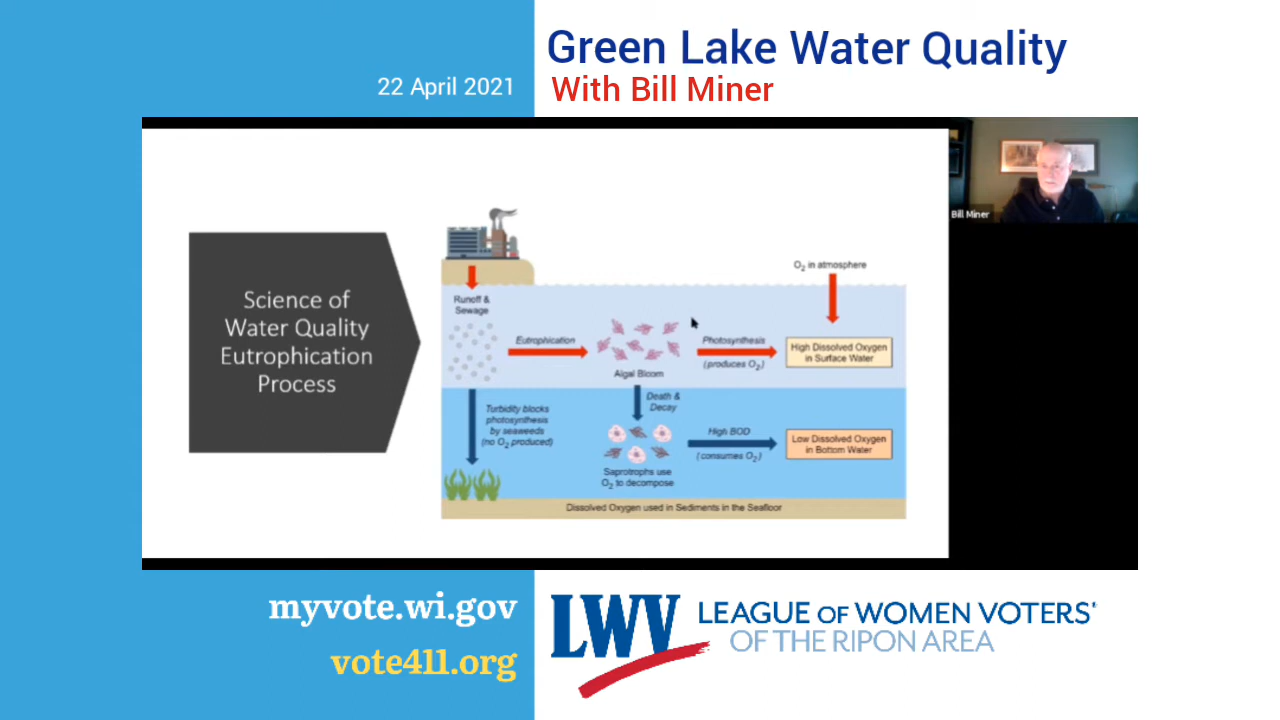 22 April 2021
Green Lake Water Quality
With Bill Miner
Bill Miner
Science of
Water Quality
Eutrophication
Process
Runoff &
Sewage
Eutrophication
Algal Bloom
Photosynthesis
(produces O₂)
O₂ in atmosphere
High Dissolved Oxygen
in Surface Water
Turbidity blocks
photosynthesis
by seaweeds
(no O₂ produced)
Death &
Decay
Saprotrophs use
O₂ to decompose
High BOD
(consumes O₂)
Low Dissolved Oxygen
in Bottom Water
Dissolved Oxygen used in Sediments in the Seafloor
myvote.wi.gov
vote411.org
LWV
LEAGUE OF WOMEN VOTERS®
OF THE RIPON AREA